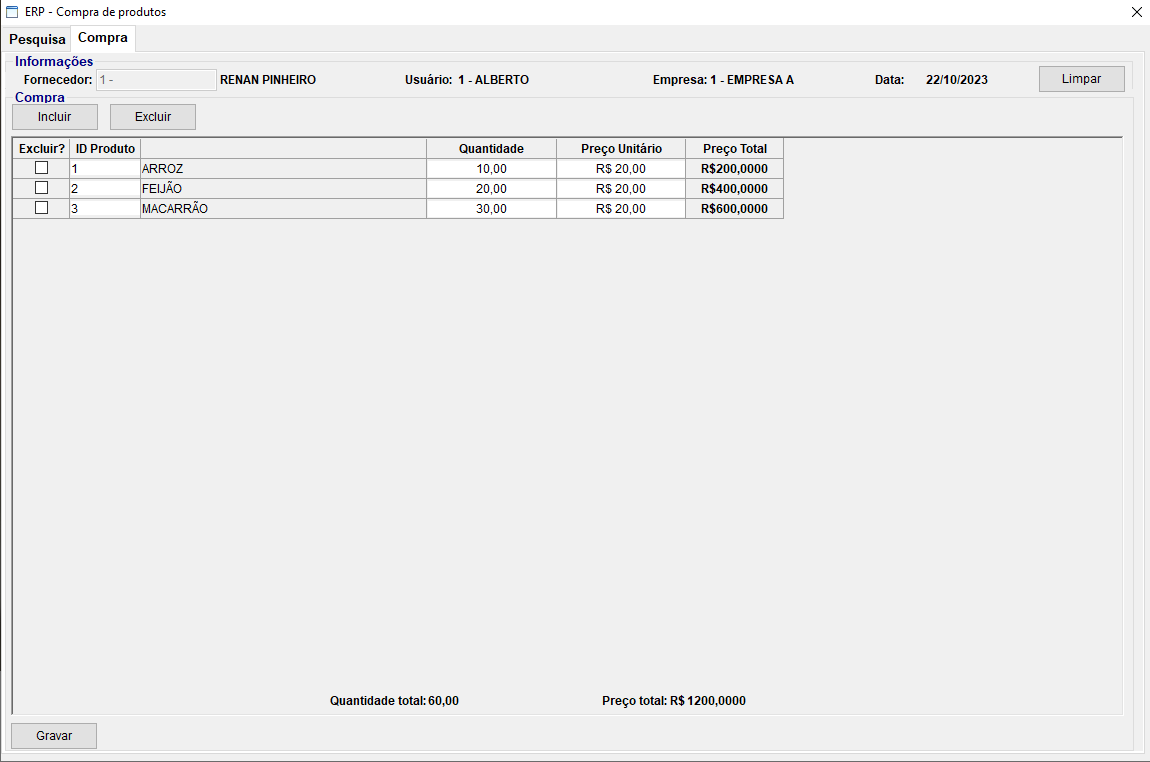 ERP - Compra de produtos
Pesquisa Compra
Informações
Fornecedor: 1 - RENAN PINHEIRO Usuário: 1 - ALBERTO Empresa: 1 - EMPRESA A Data: 22/10/2023 Limpar
Compra
Incluir Excluir
Excluir? ID Produto Quantidade Preço Unitário Preço Total
1 ARROZ 10,00 R$ 20,00 R$200,0000
2 FEIJÃO 20,00 R$ 20,00 R$400,0000
3 MACARRÃO 30,00 R$ 20,00 R$600,0000
Quantidade total: 60,00 Preço total: R$ 1200,0000
Gravar